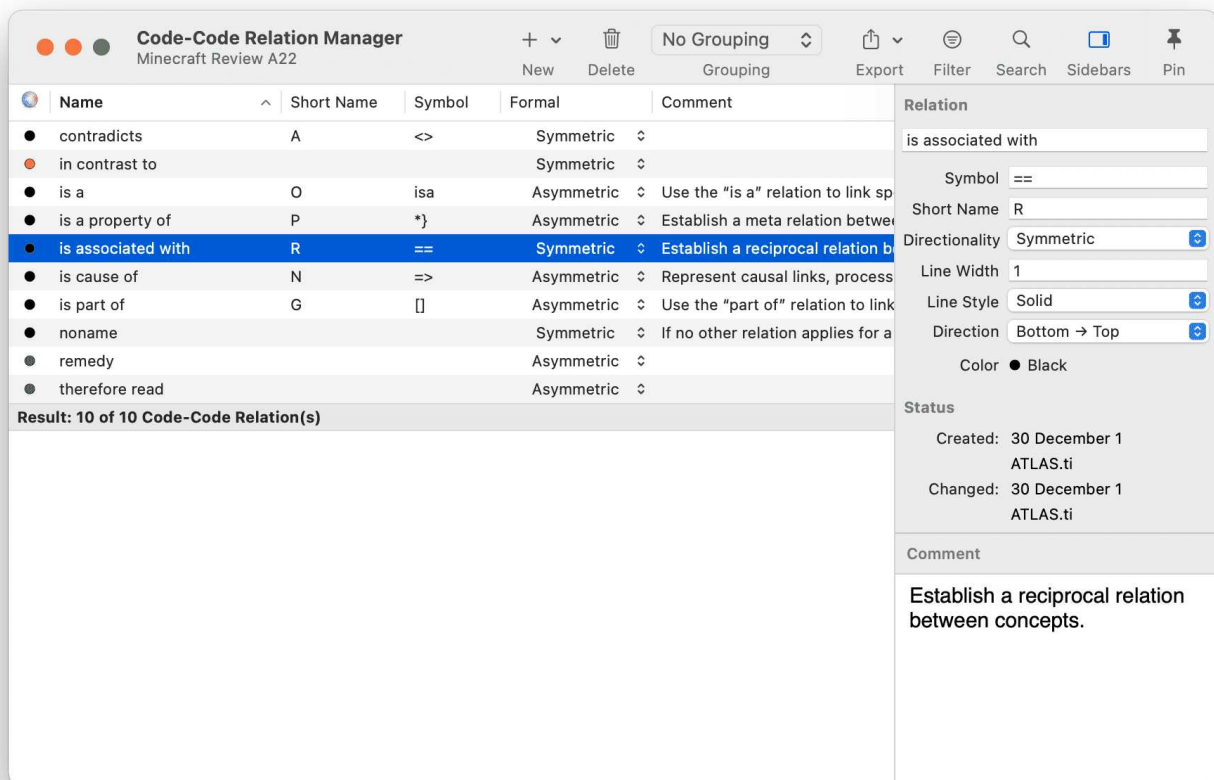 Code-Code Relation Manager
Minecraft Review A22
New Delete No Grouping Grouping Export Filter Search Sidebars Pin
Name Short Name Symbol Formal Comment
contradicts A <> Symmetric
in contrast to Symmetric
is a O isa Asymmetric Use the “is a” relation to link sp
is a property of P *} Asymmetric Establish a meta relation betwee
is associated with R == Symmetric Establish a reciprocal relation b
is cause of N => Asymmetric Represent causal links, process
is part of G [] Asymmetric Use the “part of” relation to link
noname Symmetric If no other relation applies for a
remedy Asymmetric
therefore read Asymmetric
Result: 10 of 10 Code-Code Relation(s)
Relation
is associated with
Symbol ==
Short Name R
Directionality Symmetric
Line Width 1
Line Style Solid
Direction Bottom → Top
Color Black
Status
Created: 30 December 1
ATLAS.ti
Changed: 30 December 1
ATLAS.ti
Comment
Establish a reciprocal relation
between concepts.